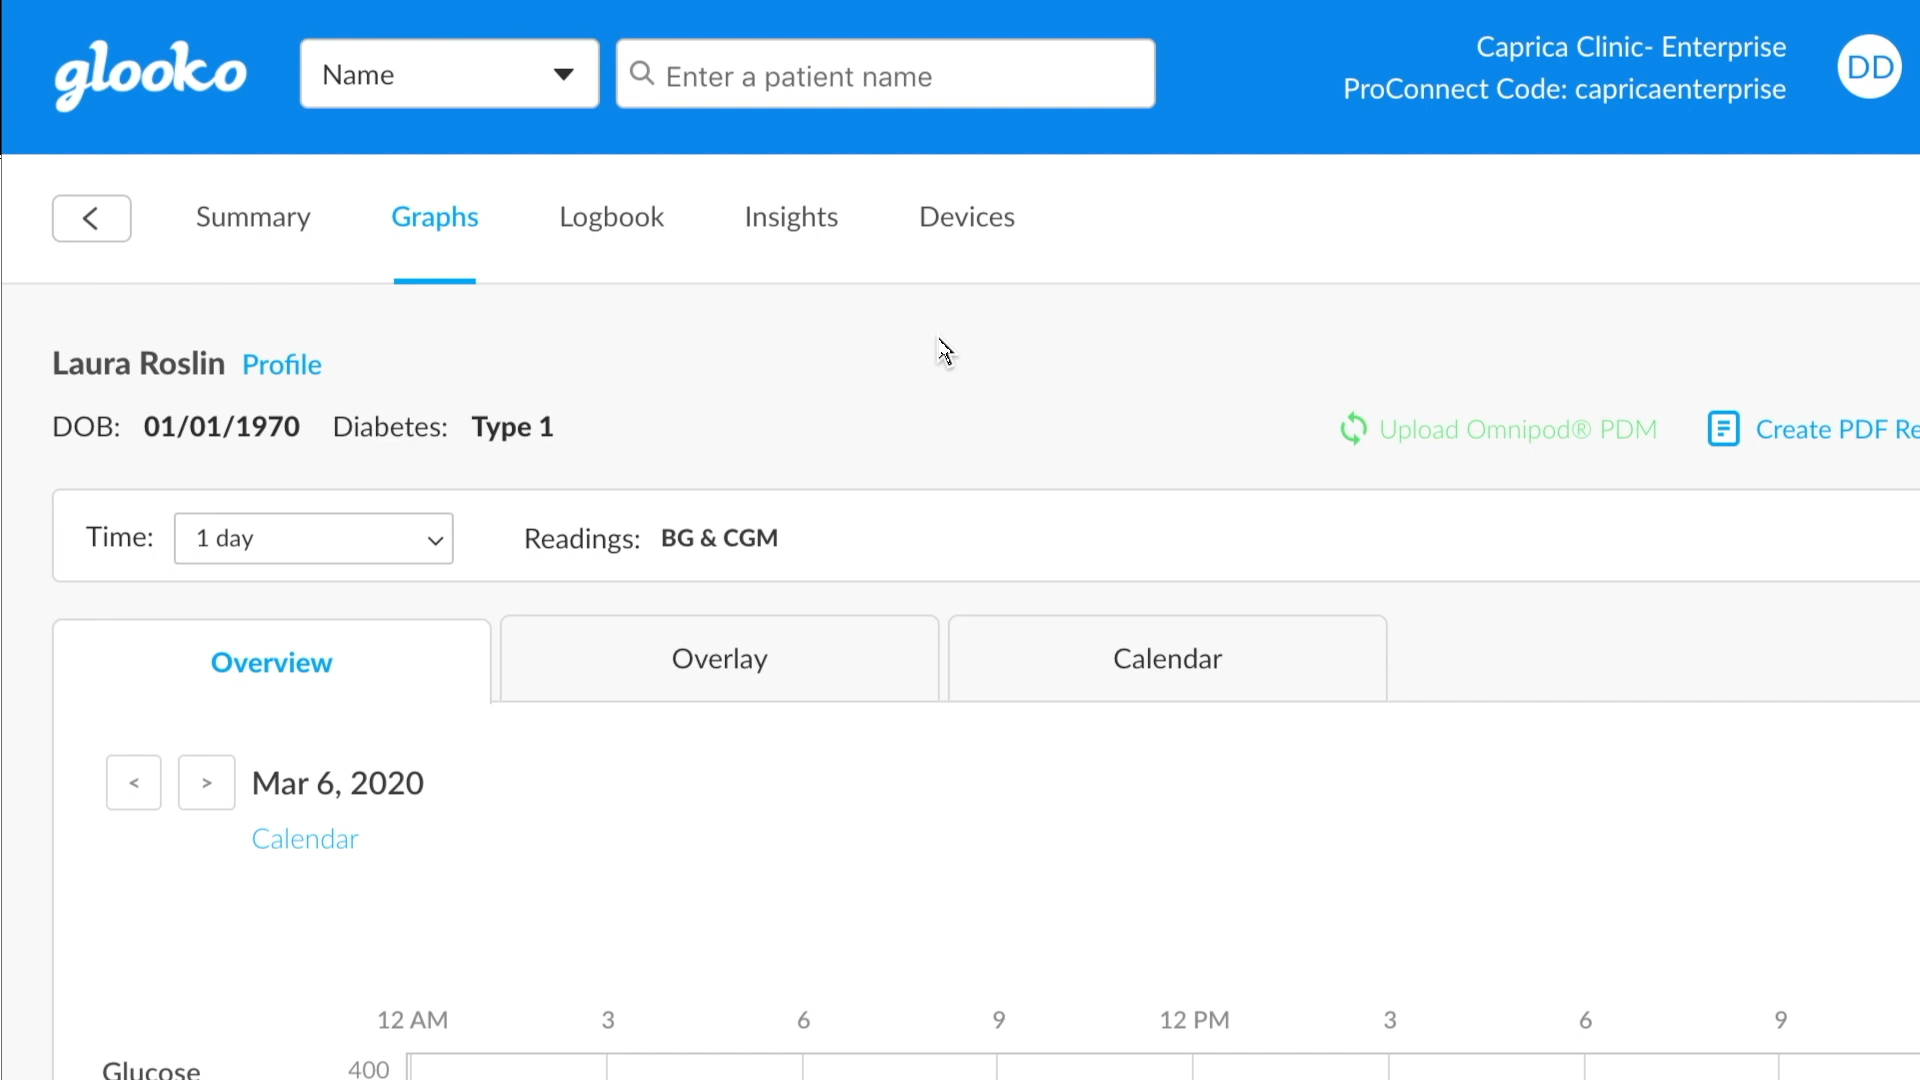 glooko
Name
Enter a patient name
Caprica Clinic- Enterprise
ProConnect Code: capricaenterprise
DD
Summary
Graphs
Logbook
Insights
Devices
Laura Roslin Profile
DOB: 01/01/1970 Diabetes: Type 1
Upload Omnipod® PDM
Create PDF Re
Time: 1 day
Readings: BG & CGM
Overview
Overlay
Calendar
< > Mar 6, 2020
Calendar
12 AM 3 6 9 12 PM 3 6 9
Glucose 400